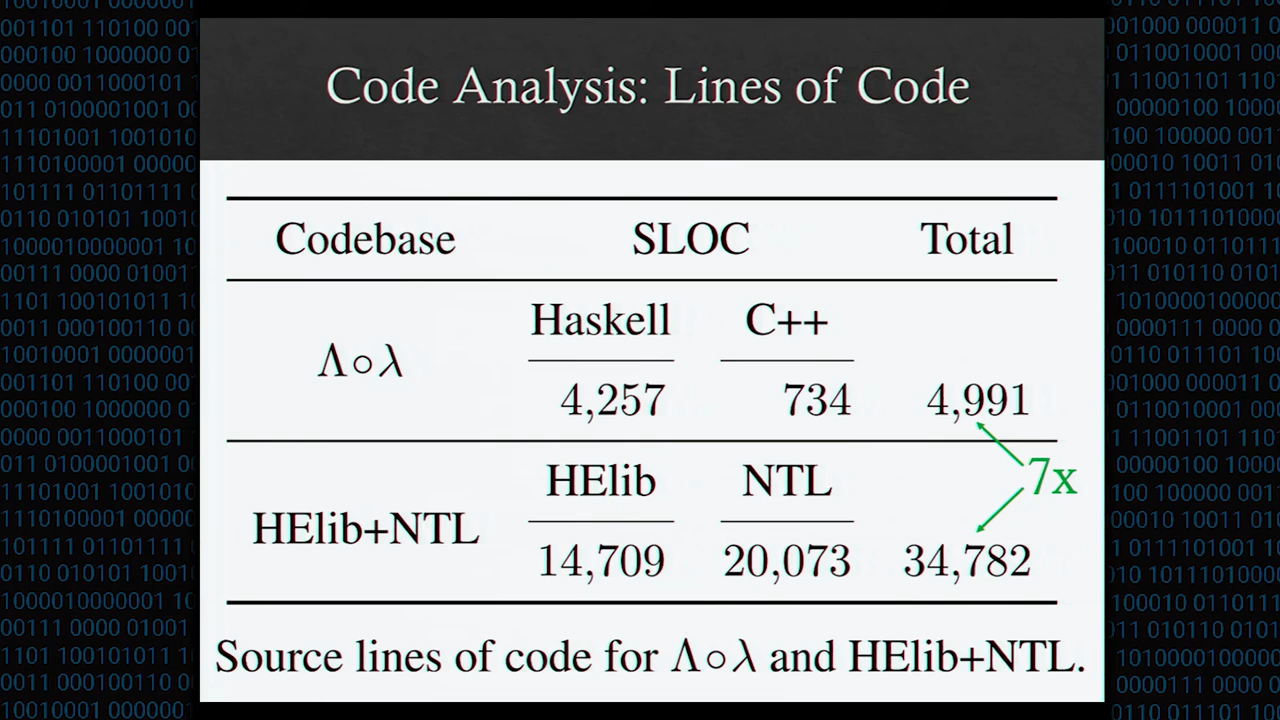 Code Analysis: Lines of Code
Codebase SLOC Total
Haskell C++
Λ∘λ
4,257 734 4,991
7x
HElib NTL
HElib+NTL
14,709 20,073 34,782
Source lines of code for Λ∘λ and HElib+NTL.